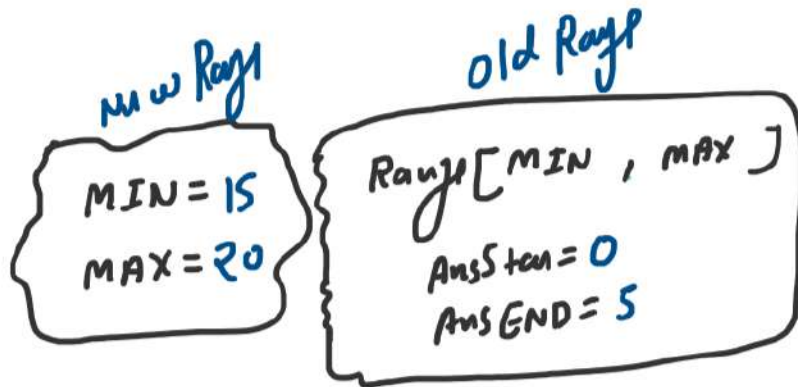 new Range
MIN = 15
MAX = 20
Old Range
Range[MIN , MAX ]
AnsStart = 0
AnsEND = 5